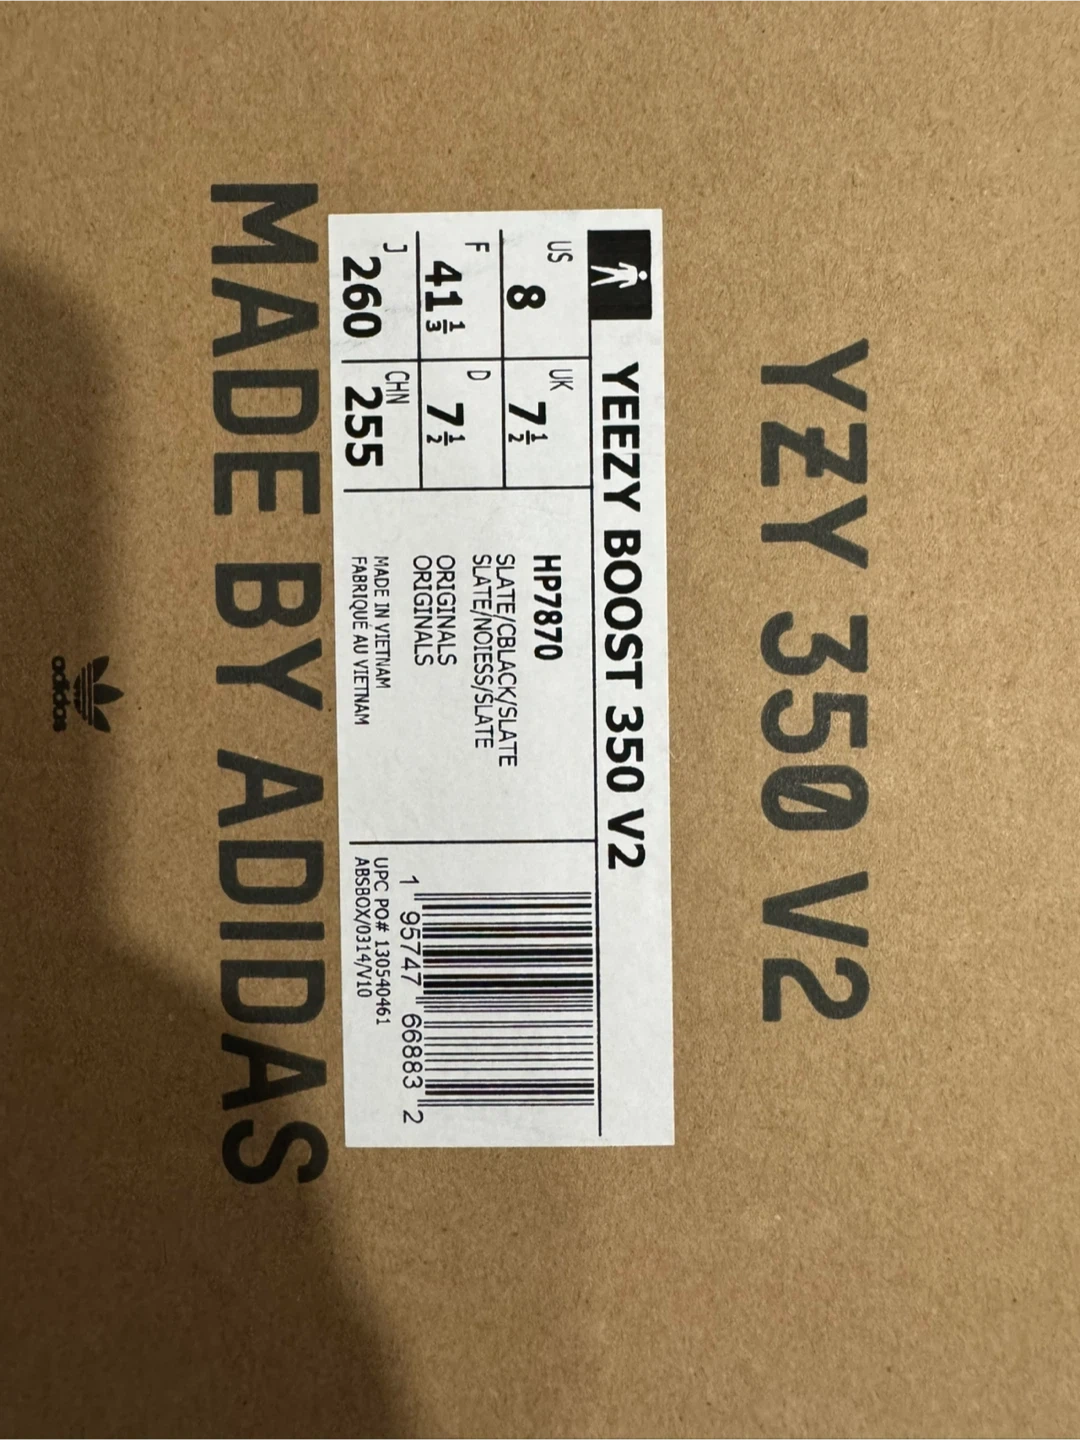 YZY 350 V2
YEEZY BOOST 350 V2
US 8
UK 7½
F 41⅓
D 7½
J 260
CHN 255
HP7870
SLATE/CBLACK/SLATE
SLATE/NOIESS/SLATE
ORIGINALS
ORIGINALS
MADE IN VIETNAM
FABRIQUÉ AU VIETNAM
1 95747 66883 2
UPC PO# 130540461
ABSBOX/0314/V10
MADE BY ADIDAS
adidas